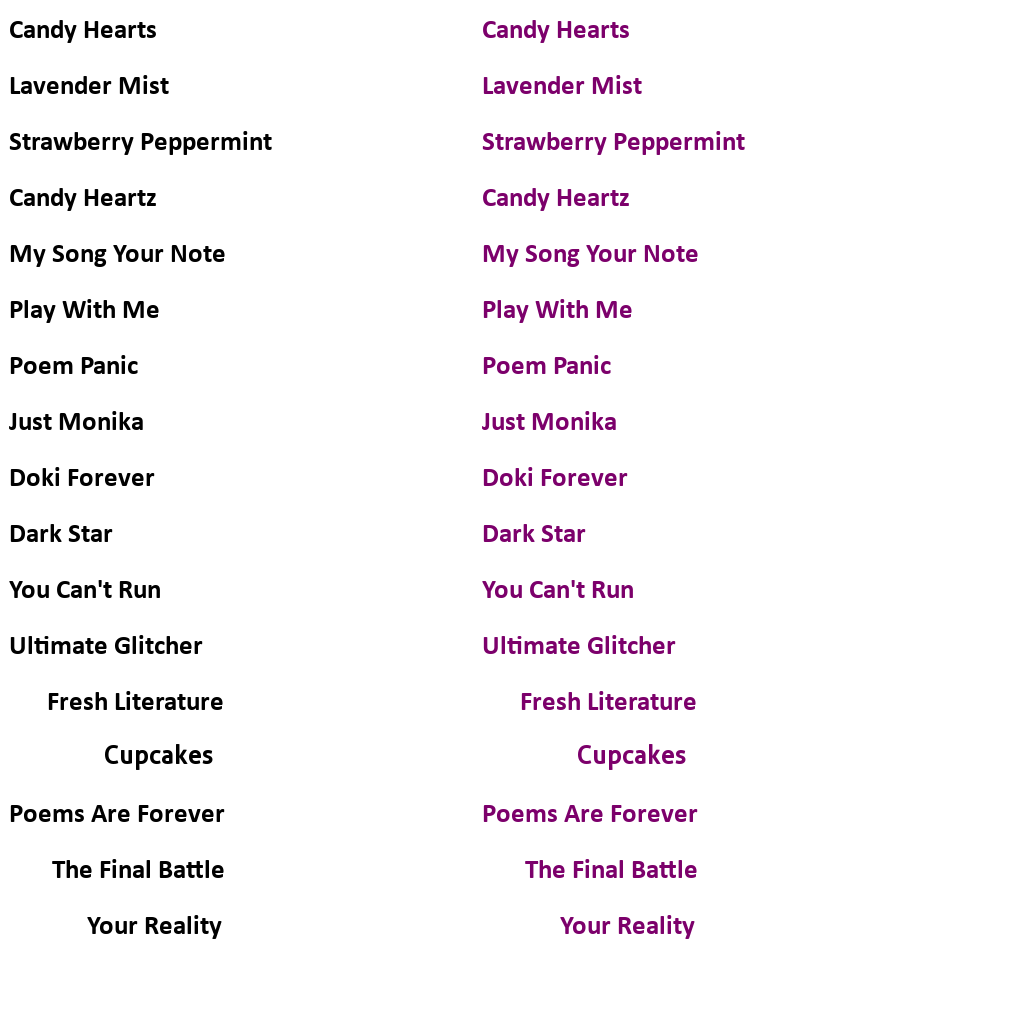 Candy Hearts Candy Hearts
Lavender Mist Lavender Mist
Strawberry Peppermint Strawberry Peppermint
Candy Heartz Candy Heartz
My Song Your Note My Song Your Note
Play With Me Play With Me
Poem Panic Poem Panic
Just Monika Just Monika
Doki Forever Doki Forever
Dark Star Dark Star
You Can't Run You Can't Run
Ultimate Glitcher Ultimate Glitcher
Fresh Literature Fresh Literature
Cupcakes Cupcakes
Poems Are Forever Poems Are Forever
The Final Battle The Final Battle
Your Reality Your Reality